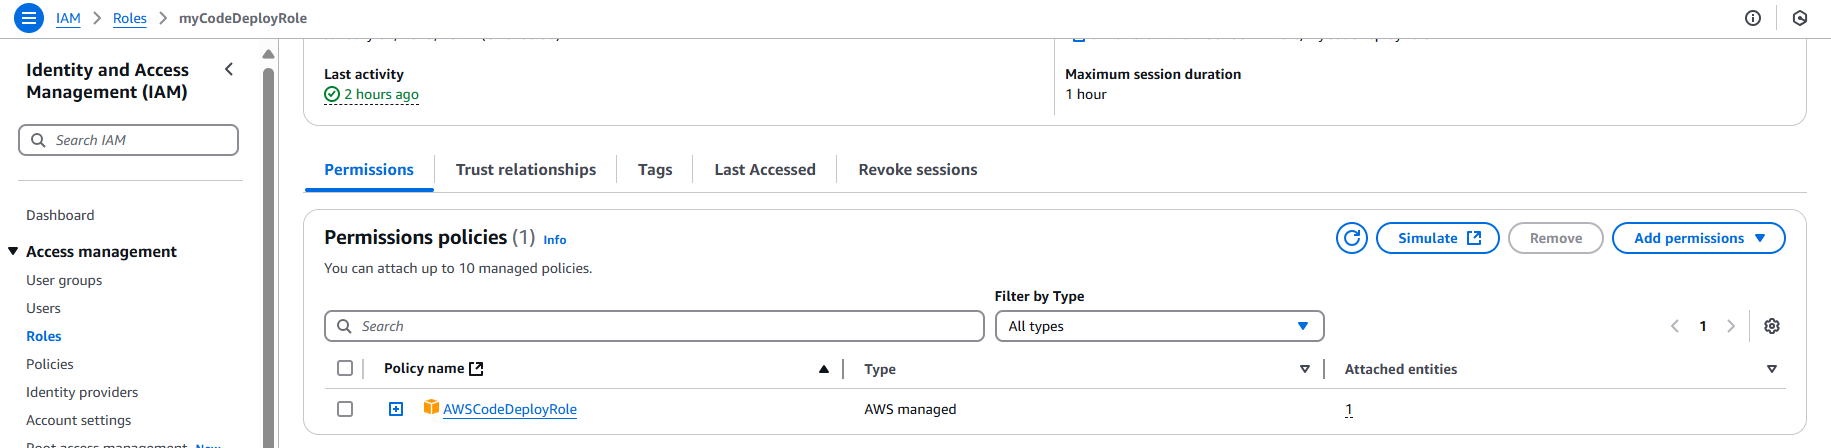 IAM > Roles > myCodeDeployRole
Identity and Access
Management (IAM)
Search IAM
Dashboard
Access management
User groups
Users
Roles
Policies
Identity providers
Account settings
Root access management New
Last activity
2 hours ago
Maximum session duration
1 hour
Permissions
Trust relationships
Tags
Last Accessed
Revoke sessions
Permissions policies (1) Info
You can attach up to 10 managed policies.
Simulate
Remove
Add permissions
Filter by Type
Search
All types
1
Policy name
Type
Attached entities
AWSCodeDeployRole
AWS managed
1